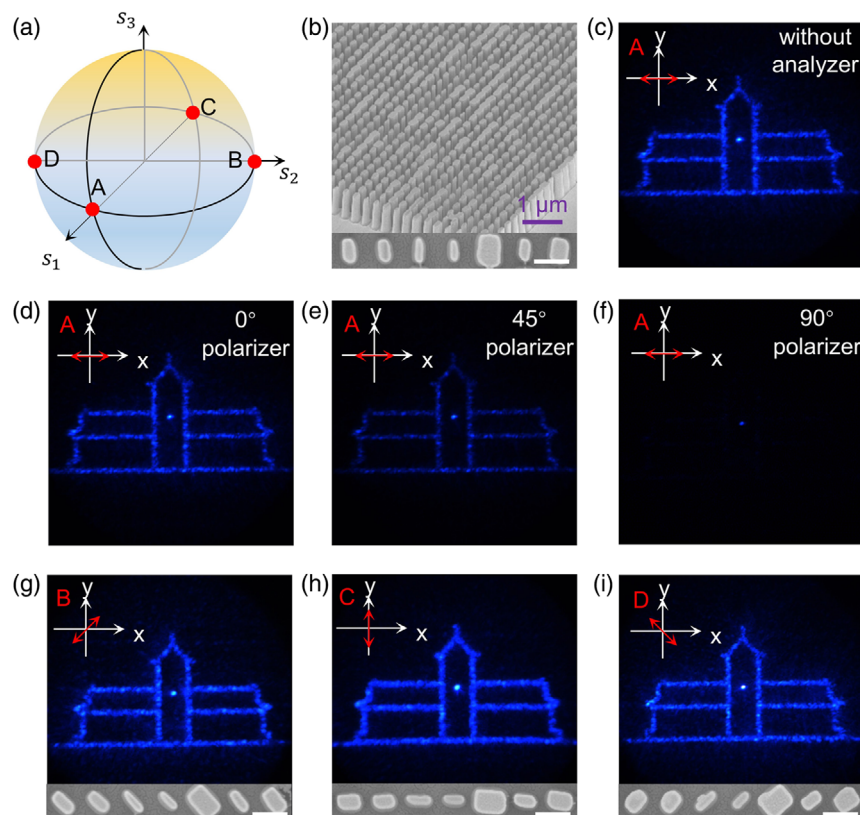 (a)
s₃
C
D
B
s₂
A
s₁
(b)
1 μm
(c)
A
y
x
without
analyzer
(d)
A
y
x
0°
polarizer
(e)
A
y
x
45°
polarizer
(f)
A
y
x
90°
polarizer
(g)
B
y
x
(h)
C
y
x
(i)
D
y
x